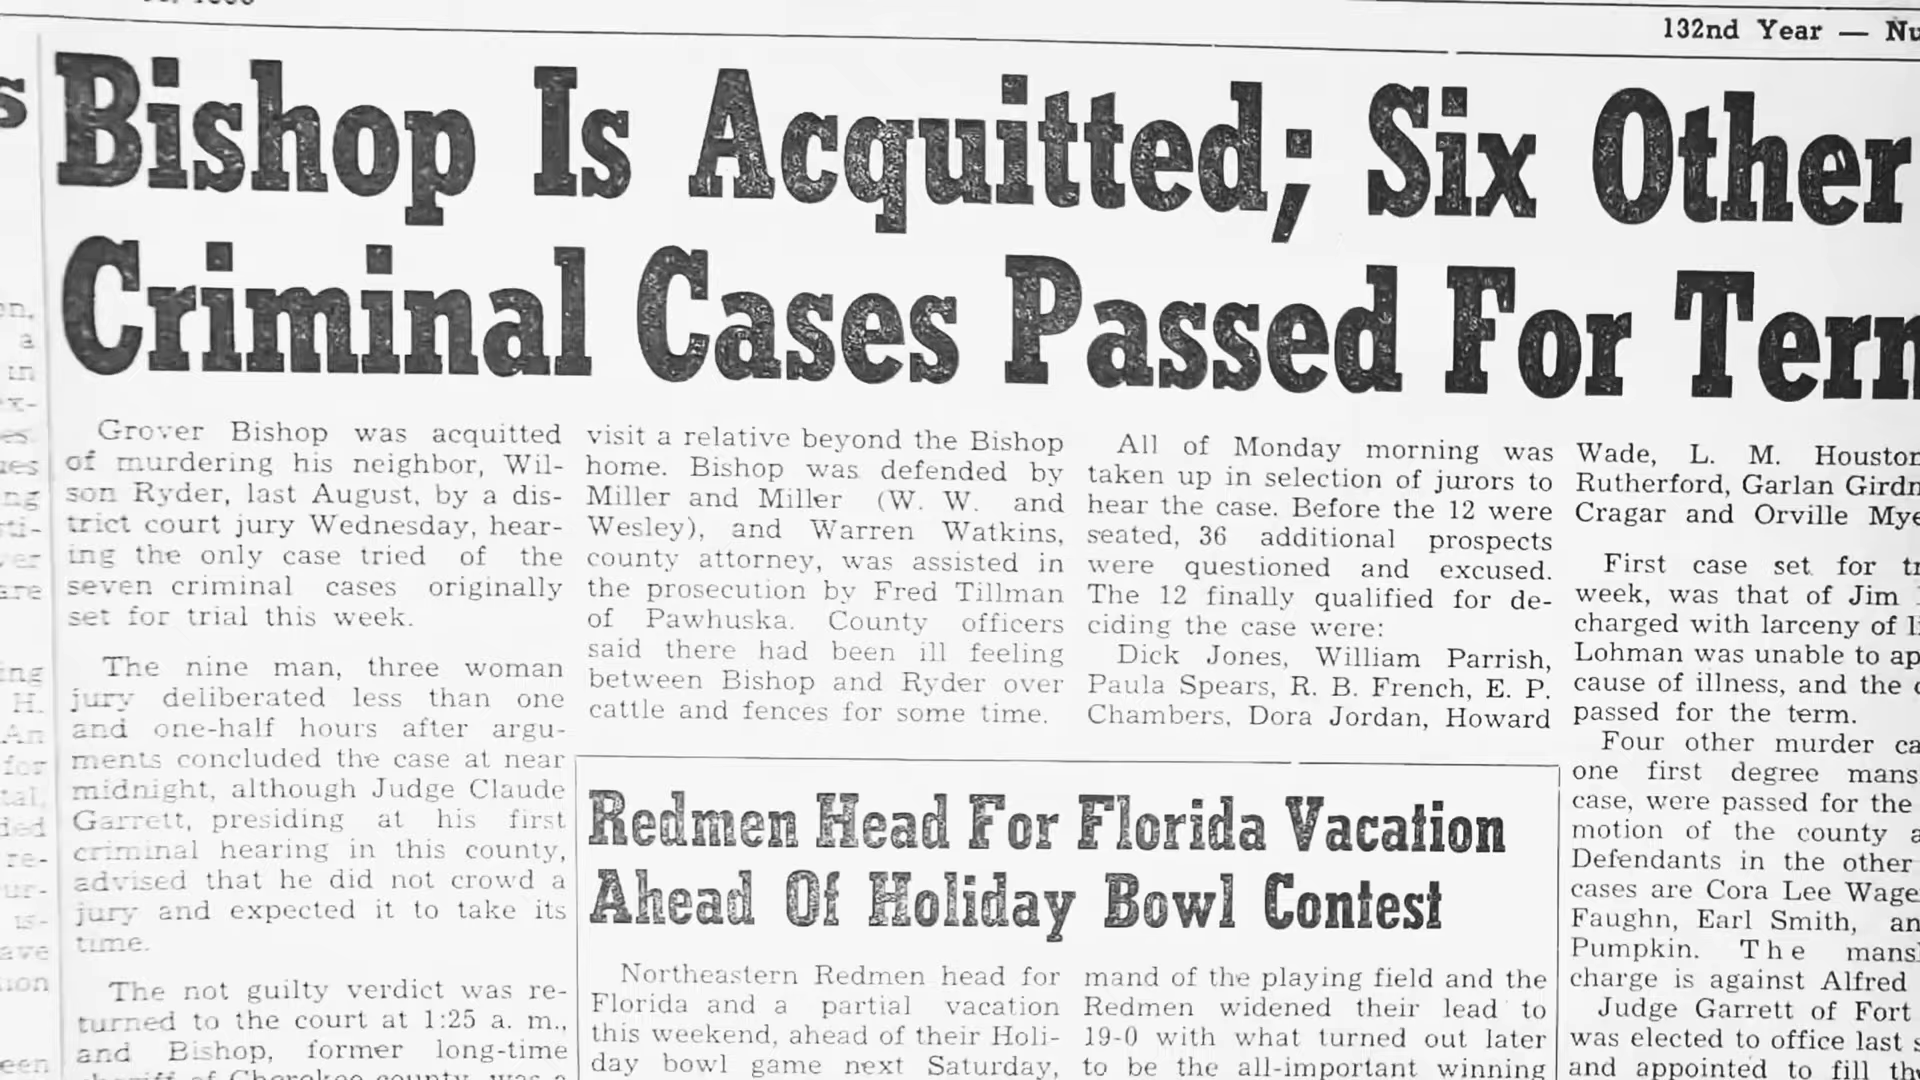 132nd Year —
Bishop Is Acquitted; Six Other
Criminal Cases Passed For
Grover Bishop was acquitted
of murdering his neighbor, Wil-
son Ryder, last August, by a dis-
trict court jury Wednesday, hear-
ing the only case tried of the
seven criminal cases originally
set for trial this week.
The nine man, three woman
jury deliberated less than one
and one-half hours after argu-
ments concluded the case at near
midnight, although Judge Claude
Garrett, presiding at his first
criminal hearing in this county,
advised that he did not crowd a
jury and expected it to take its
time.
The not guilty verdict was re-
turned to the court at 1:25 a. m.,
and Bishop, former long-time
visit a relative beyond the Bishop
home. Bishop was defended by
Miller and Miller (W. W. and
Wesley), and Warren Watkins,
county attorney, was assisted in
the prosecution by Fred Tillman
of Pawhuska. County officers
said there had been ill feeling
between Bishop and Ryder over
cattle and fences for some time.
All of Monday morning was
taken up in selection of jurors to
hear the case. Before the 12 were
seated, 36 additional prospects
were questioned and excused.
The 12 finally qualified for de-
ciding the case were:
Dick Jones, William Parrish,
Paula Spears, R. B. French, E. P.
Chambers, Dora Jordan, Howard
Wade, L. M. Houston
Rutherford, Garlan
Cragar and Orville
First case set for
week, was that of Jim
charged with larceny of
Lohman was unable to
cause of illness, and the
passed for the term.
Four other murder
one first degree
case, were passed for the
motion of the county
Defendants in the other
cases are Cora Lee
Faughn, Earl Smith,
Pumpkin. The
charge is against Alfred
Judge Garrett of Fort
was elected to office last
and appointed to fill
Redmen Head For Florida Vacation
Ahead Of Holiday Bowl Contest
Northeastern Redmen head for
Florida and a partial vacation
this weekend, ahead of their Holi-
day bowl game next Saturday,
mand of the playing field and the
Redmen widened their lead to
19-0 with what turned out later
to be the all-important winning